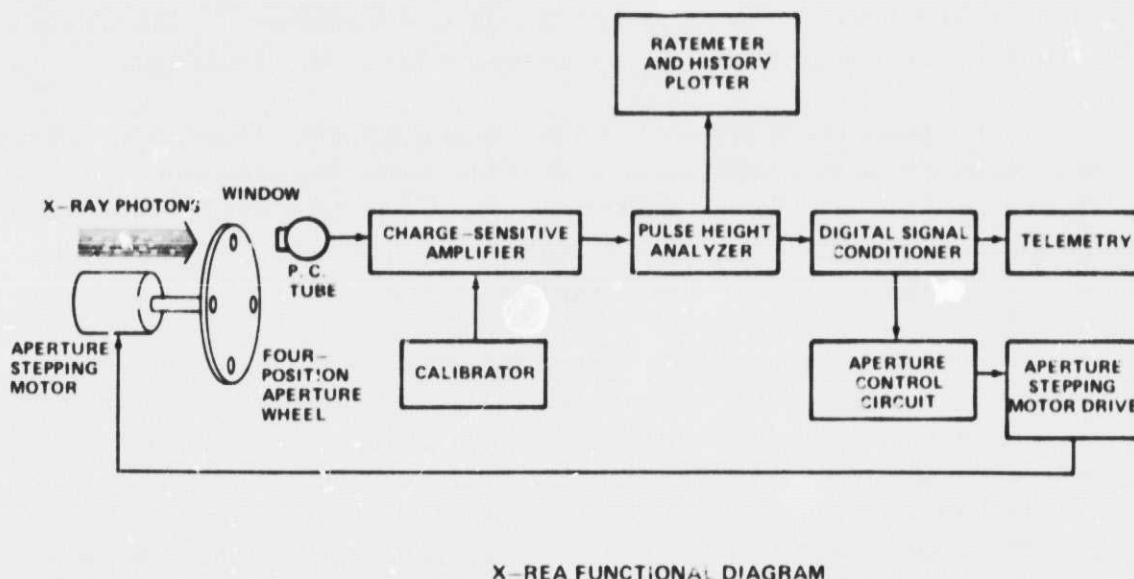 RATEMETER
AND HISTORY
PLOTTER
WINDOW
X-RAY PHOTONS
CHARGE-SENSITIVE
AMPLIFIER
PULSE HEIGHT
ANALYZER
DIGITAL SIGNAL
CONDITIONER
TELEMETRY
P.C.
TUBE
APERTURE
STEPPING
MOTOR
FOUR-
POSITION
APERTURE
WHEEL
CALIBRATOR
APERTURE
CONTROL
CIRCUIT
APERTURE
STEPPING
MOTOR DRIVE
X-REA FUNCTIONAL DIAGRAM